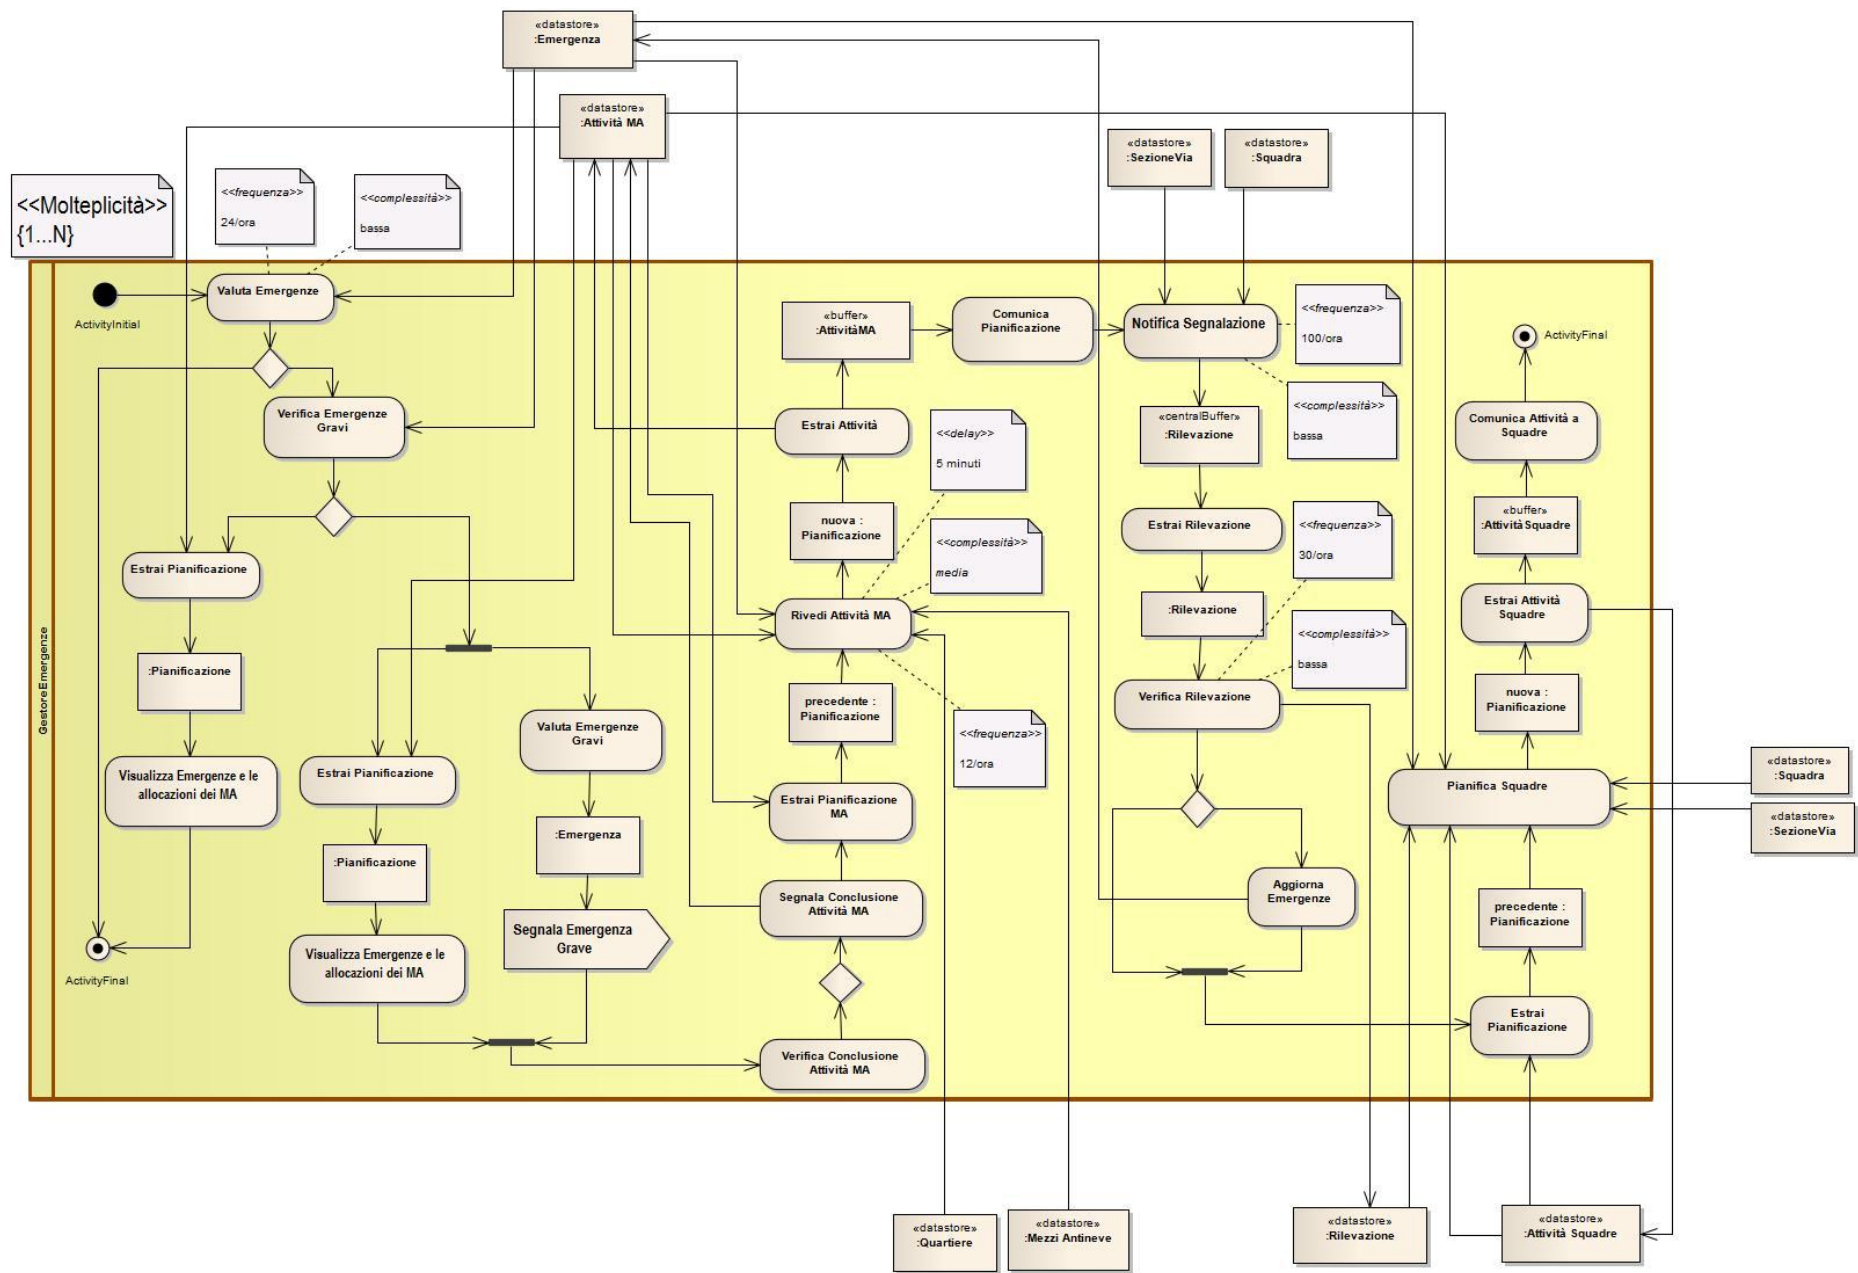 «datastore»
:Emergenza
«datastore»
:Attività MA
«datastore»
:SezioneVia
«datastore»
:Squadra
<<Molteplicità>>
{1...N}
<<frequenza>>
24/ora
<<complessità>>
bassa
GestoreEmergenze
ActivityInitial
Valuta Emergenze
Verifica Emergenze
Gravi
Estrai Pianificazione
:Pianificazione
Visualizza Emergenze e le
allocazioni dei MA
ActivityFinal
Estrai Pianificazione
:Pianificazione
Visualizza Emergenze e le
allocazioni dei MA
Valuta Emergenze
Gravi
:Emergenza
Segnala Emergenza
Grave
«buffer»
:AttivitàMA
Estrai Attività
nuova :
Pianificazione
Rivedi Attività MA
precedente :
Pianificazione
Estrai Pianificazione
MA
Segnala Conclusione
Attività MA
Verifica Conclusione
Attività MA
Comunica
Pianificazione
<<delay>>
5 minuti
<<complessità>>
media
<<frequenza>>
12/ora
Notifica Segnalazione
<<frequenza>>
100/ora
<<complessità>>
bassa
«centralBuffer»
:Rilevazione
Estrai Rilevazione
:Rilevazione
<<frequenza>>
30/ora
<<complessità>>
bassa
Verifica Rilevazione
Aggiorna
Emergenze
ActivityFinal
Comunica Attività a
Squadre
«buffer»
:AttivitàSquadre
Estrai Attività
Squadre
nuova :
Pianificazione
Pianifica Squadre
precedente :
Pianificazione
Estrai
Pianificazione
«datastore»
:Squadra
«datastore»
:SezioneVia
«datastore»
:Quartiere
«datastore»
:Mezzi Antineve
«datastore»
:Rilevazione
«datastore»
:Attività Squadre